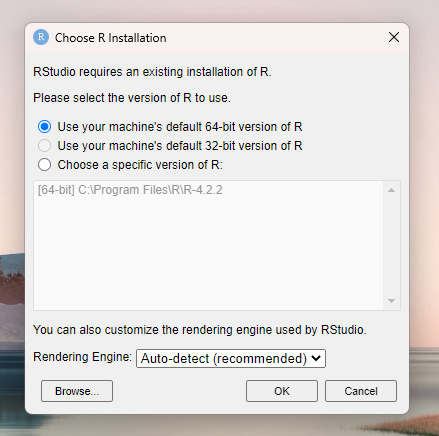 R Choose R Installation
RStudio requires an existing installation of R.
Please select the version of R to use.
Use your machine's default 64-bit version of R
Use your machine's default 32-bit version of R
Choose a specific version of R:
[64-bit] C:\Program Files\R\R-4.2.2
You can also customize the rendering engine used by RStudio.
Rendering Engine: Auto-detect (recommended)
Browse... OK Cancel